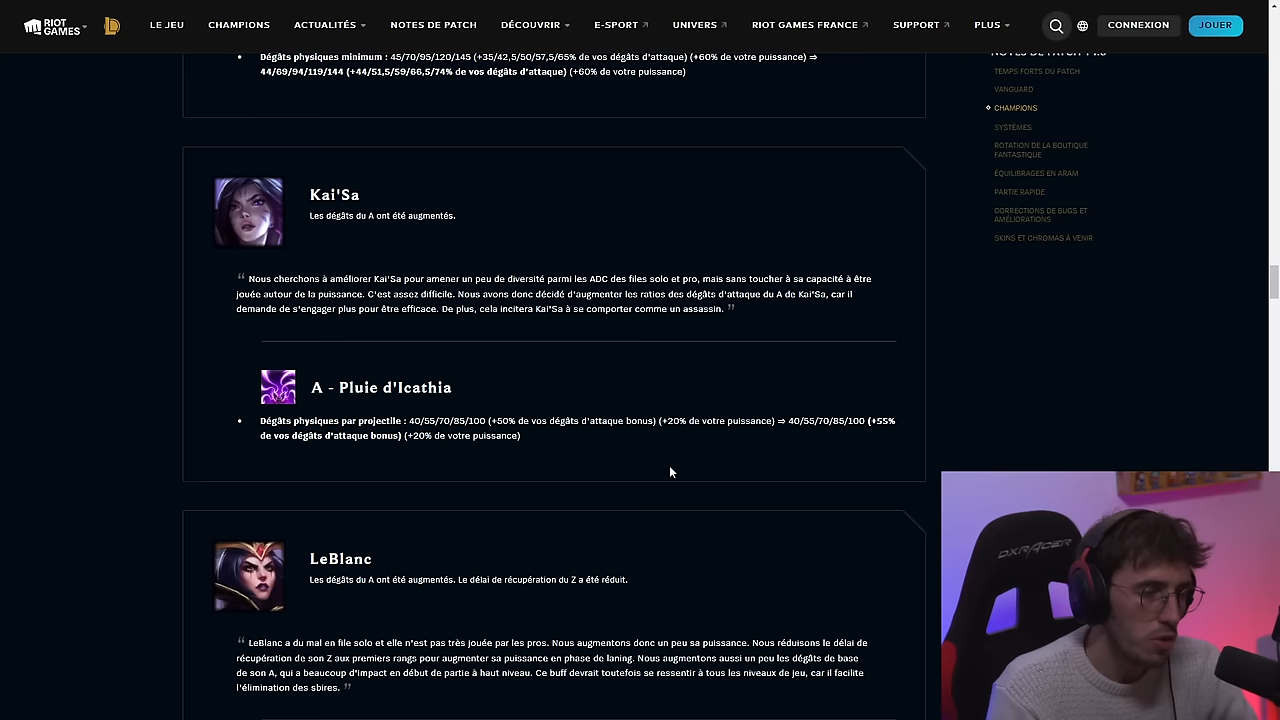 RIOT GAMES
LE JEU
CHAMPIONS
ACTUALITÉS
NOTES DE PATCH
DÉCOUVRIR
E-SPORT
UNIVERS
RIOT GAMES FRANCE
SUPPORT
PLUS
CONNEXION
JOUER
Dégâts physiques minimum : 45/70/95/120/145 (+35/42,5/50/57,5/65% de vos dégâts d'attaque) (+60% de votre puissance) ⇒
44/69/94/119/144 (+44/51,5/59/66,5/74% de vos dégâts d'attaque) (+60% de votre puissance)
Kai'Sa
Les dégâts du A ont été augmentés.
“ Nous cherchons à améliorer Kai'Sa pour amener un peu de diversité parmi les ADC des files solo et pro, mais sans toucher à sa capacité à être
jouée autour de la puissance. C'est assez difficile. Nous avons donc décidé d'augmenter les ratios des dégâts d'attaque du A de Kai'Sa, car il
demande de s'engager plus pour être efficace. De plus, cela incitera Kai'Sa à se comporter comme un assassin. ”
A - Pluie d'Icathia
Dégâts physiques par projectile : 40/55/70/85/100 (+50% de vos dégâts d'attaque bonus) (+20% de votre puissance) ⇒ 40/55/70/85/100 (+55%
de vos dégâts d'attaque bonus) (+20% de votre puissance)
LeBlanc
Les dégâts du A ont été augmentés. Le délai de récupération du Z a été réduit.
“ LeBlanc a du mal en file solo et elle n'est pas très jouée par les pros. Nous augmentons donc un peu sa puissance. Nous réduisons le délai de
récupération de son Z aux premiers rangs pour augmenter sa puissance en phase de laning. Nous augmentons aussi un peu les dégâts de base
de son A, qui a beaucoup d'impact en début de partie à haut niveau. Ce buff devrait toutefois se ressentir à tous les niveaux de jeu, car il facilite
l'élimination des sbires. ”
TEMPS FORTS DU PATCH
VANGUARD
CHAMPIONS
SYSTÈMES
ROTATION DE LA BOUTIQUE
FANTASTIQUE
ÉQUILIBRAGES EN ARAM
PARTIE RAPIDE
CORRECTIONS DE BUGS ET
AMÉLIORATIONS
SKINS ET CHROMAS À VENIR
DXRACER